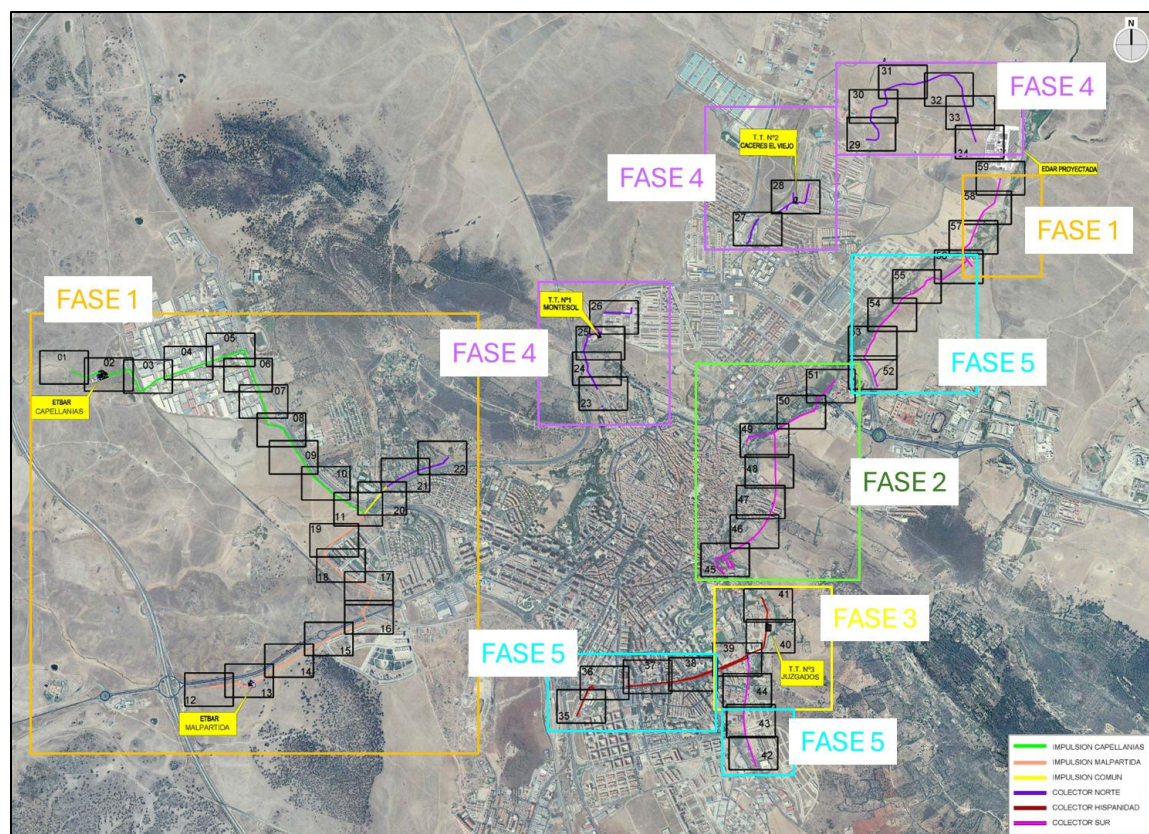 N
FASE 4
31
30
32
33
29
34
T.T. Nº2
CACERES EL VIEJO
FASE 4
28
27
EDAR PROYECTADA
59
58
FASE 1
57
56
55
54
53
52
FASE 5
FASE 1
01
02
03
04
05
06
07
08
09
10
11
ETBAR
CAPELLANIAS
22
21
20
19
18
17
16
15
14
13
12
ETBAR
MALPARTIDA
T.T. Nº1
MONTESOL
26
25
24
23
FASE 4
51
50
49
48
47
46
45
FASE 2
41
40
39
FASE 3
T.T. Nº3
JUZGADOS
FASE 5
36
37
38
35
44
43
42
FASE 5
IMPULSION CAPELLANIAS
IMPULSION MALPARTIDA
IMPULSION COMUN
COLECTOR NORTE
COLECTOR HISPANIDAD
COLECTOR SUR